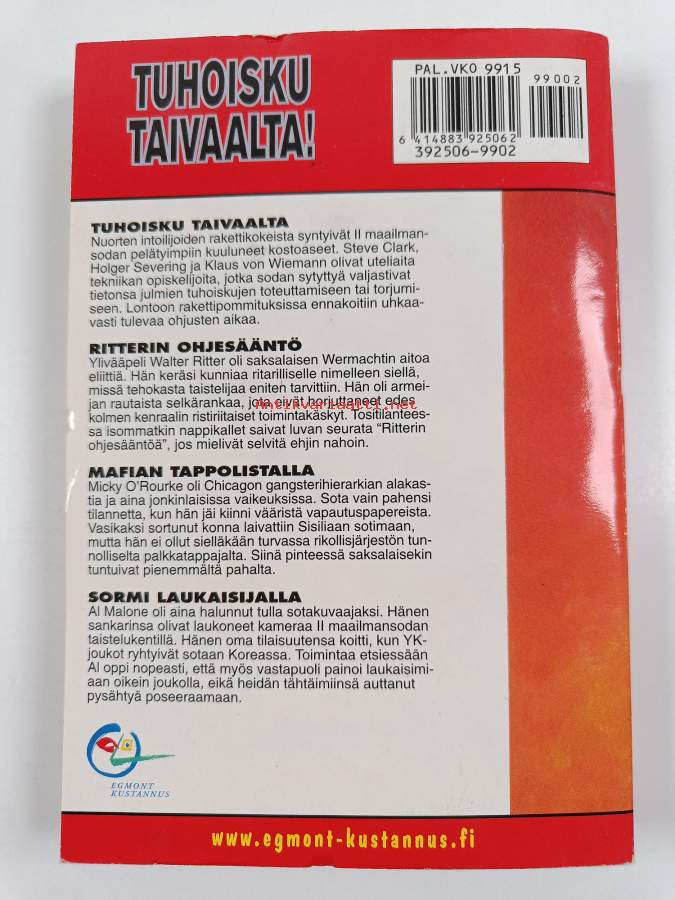 TUHOISKU
TAIVAALTA!
PAL.VKO 9915
99002
6 414883 925062
392506-9902
TUHOISKU TAIVAALTA
Nuorten intoilijoiden rakettikokeista syntyivät II maailman-
sodan pelätyimpiin kuuluneet kostoaseet. Steve Clark,
Holger Severing ja Klaus von Wiemann olivat uteliaita
tekniikan opiskelijoita, jotka sodan sytyttyä valjastivat
tietonsa julmien tuhoiskujen toteuttamiseen tai torjumi-
seen. Lontoon rakettipommituksissa ennakoitiin uhkaa-
vasti tulevaa ohjusten aikaa.
RITTERIN OHJESÄÄNTÖ
Ylivääpeli Walter Ritter oli saksalaisen Wermachtin aitoa
eliittiä. Hän keräsi kunniaa ritarilliselle nimelleen siellä,
missä tehokasta taistelijaa eniten tarvittiin. Hän oli armei-
jan rautaista selkärankaa, jota eivät horjuttaneet edes
Antikvariaatti.net
kolmen kenraalin ristiriitaiset toimintakäskyt. Tositilantees-
sa isommatkin nappikallet saivat luvan seurata "Ritterin
ohjesääntöä", jos mielivät selvitä ehjin nahoin.
MAFIAN TAPPOLISTALLA
Micky O'Rourke oli Chicagon gangsterihierarkian alakas-
tia ja aina jonkinlaisissa vaikeuksissa. Sota vain pahensi
tilannetta, kun hän jäi kiinni vääristä vapautuspapereista.
Vasikaksi sortunut konna laivattiin Sisiliaan sotimaan,
mutta hän ei ollut sielläkään turvassa rikollisjärjestön tun-
nolliselta palkkatappajalta. Siinä pinteessä saksalaisekin
tuntuivat pienemmältä pahalta.
SORMI LAUKAISIJALLA
Al Malone oli aina halunnut tulla sotakuvaajaksi. Hänen
sankarinsa olivat laukoneet kameraa II maailmansodan
taistelukentillä. Hänen oma tilaisuutensa koitti, kun YK-
joukot ryhtyivät sotaan Koreassa. Toimintaa etsiessään
Al oppi nopeasti, että myös vastapuoli painoi laukaisimi-
aan oikein joukolla, eikä heidän tähtäimiinsä auttanut
pysähtyä poseeraamaan.
EGMONT
KUSTANNUS
www.egmont-kustannus.fi